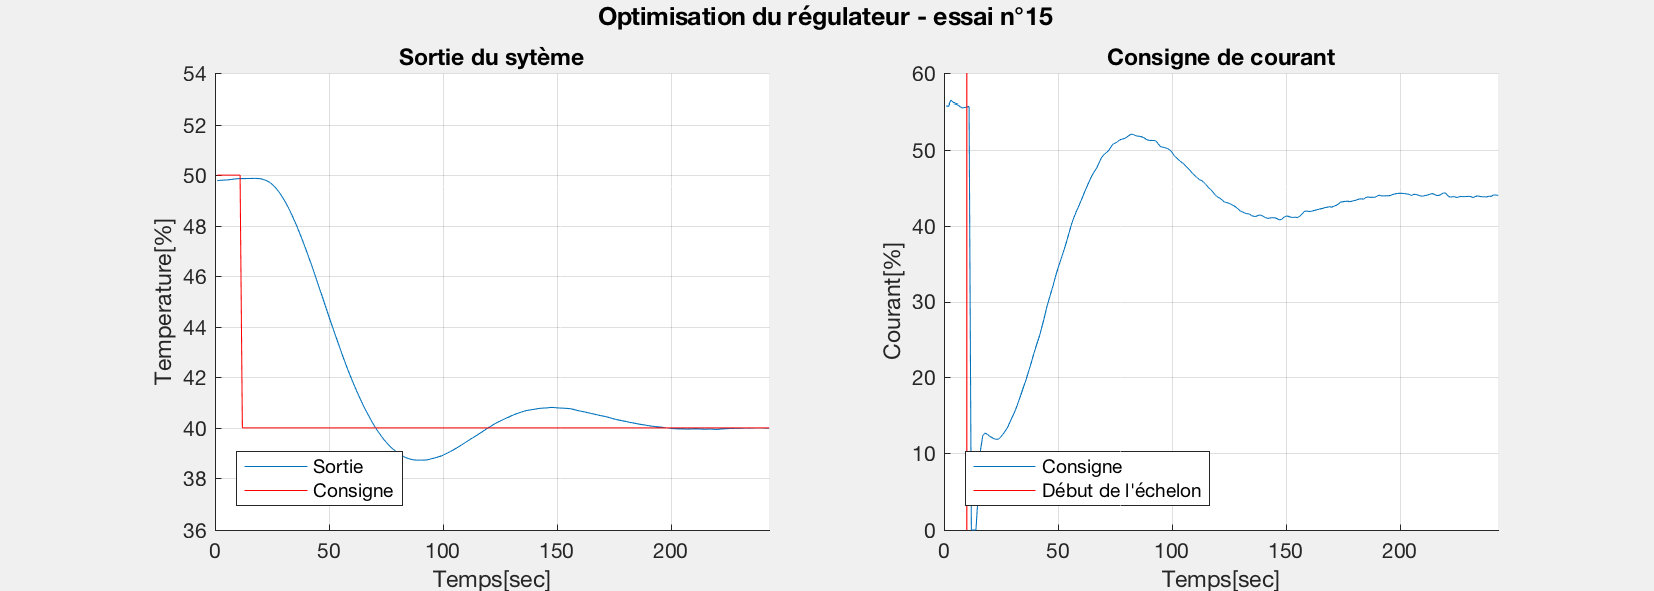 Optimisation du régulateur - essai n°15
Sortie du sytème
54
52
50
48
46
44
42
40
38
36
0
50
100
150
200
Temperature[%]
Temps[sec]
Sortie
Consigne
Consigne de courant
60
50
40
30
20
10
0
0
50
100
150
200
Courant[%]
Temps[sec]
Consigne
Début de l'échelon